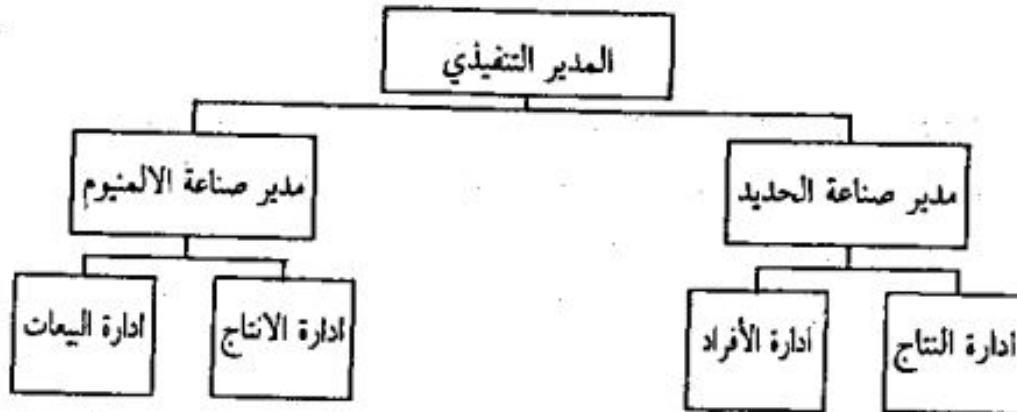 المدير التنفيذي
مدير صناعة الحديد
مدير صناعة الالمنيوم
ادارة النتاج
ادارة الأفراد
ادارة الانتاج
ادارة البيعات